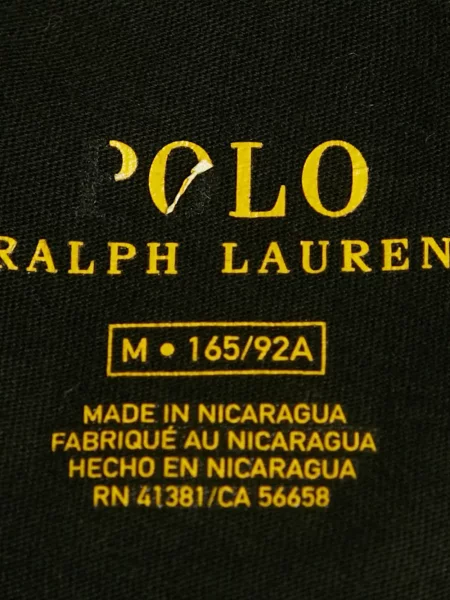 POLO
RALPH LAUREN
M • 165/92A
MADE IN NICARAGUA
FABRIQUÉ AU NICARAGUA
HECHO EN NICARAGUA
RN 41381/CA 56658